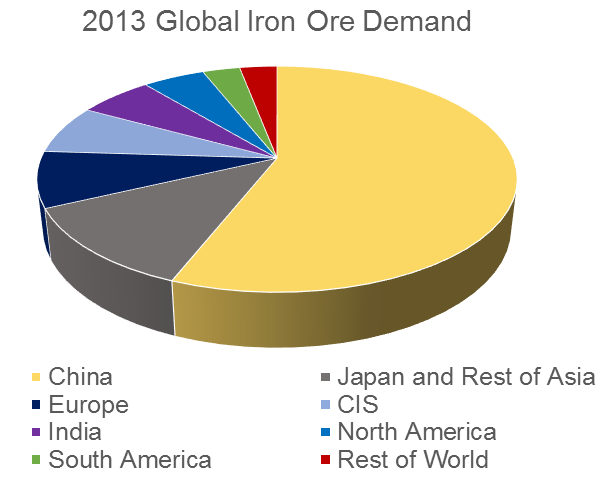 2013 Global Iron Ore Demand
China
Japan and Rest of Asia
Europe
CIS
India
North America
South America
Rest of World